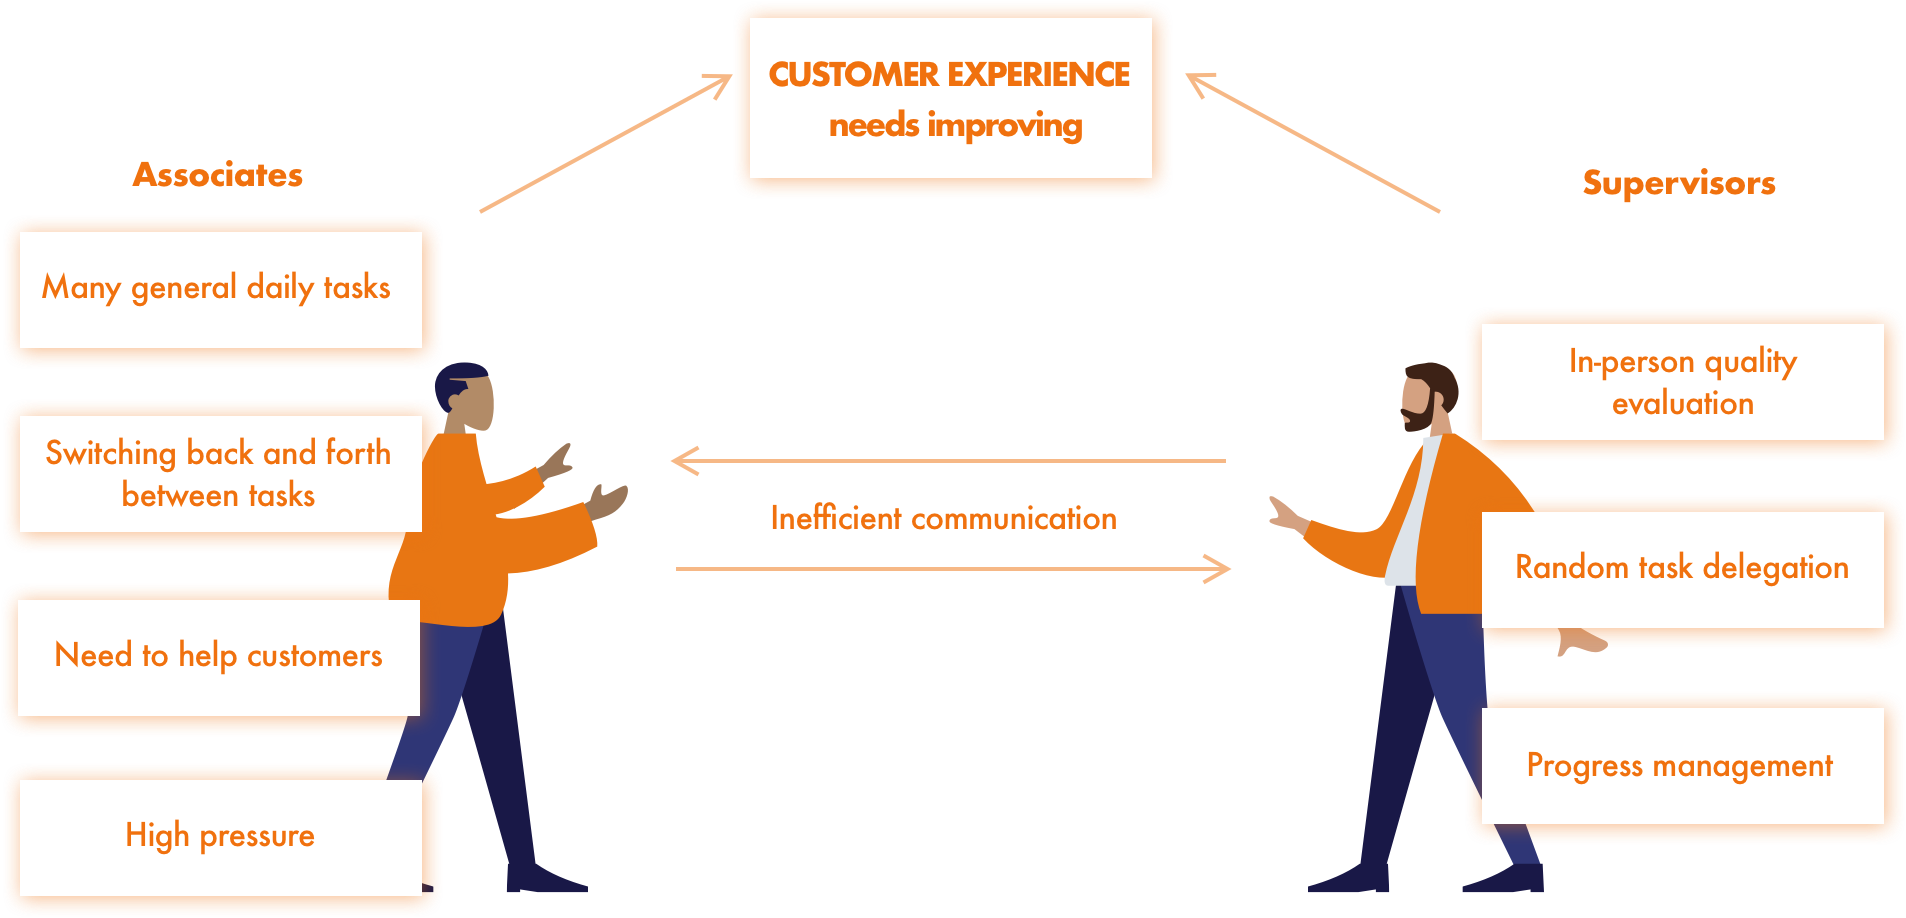 CUSTOMER EXPERIENCE
needs improving
Associates
Many general daily tasks
Switching back and forth
between tasks
Need to help customers
High pressure
Inefficient communication
Supervisors
In-person quality
evaluation
Random task delegation
Progress management